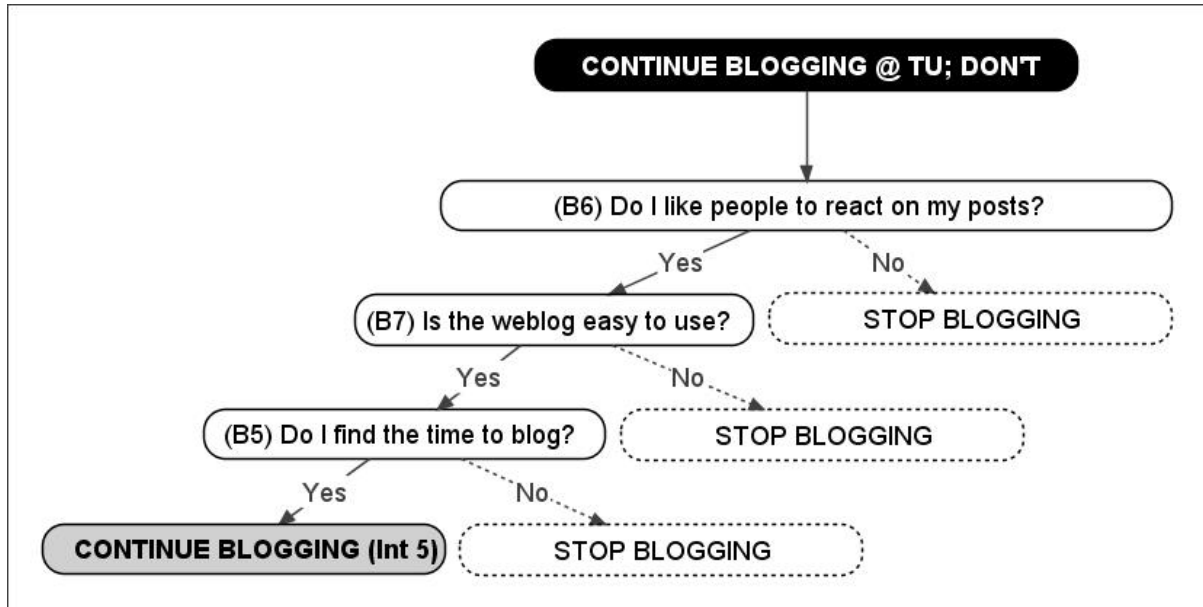 CONTINUE BLOGGING @ TU; DON'T
(B6) Do I like people to react on my posts?
Yes
No
(B7) Is the weblog easy to use?
STOP BLOGGING
Yes
No
(B5) Do I find the time to blog?
STOP BLOGGING
Yes
No
CONTINUE BLOGGING (Int 5)
STOP BLOGGING